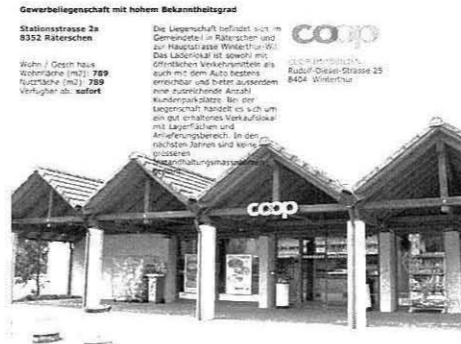 Gewerbeliegenschaft mit hohem Bekanntheitsgrad
Stationsstrasse 2a
8352 Räterschen
Wohn / Gesch haus
Wohnfläche (m2): 789
Nutzfläche (m2): 789
Verfügbar ab: sofort
Die Liegenschaft befindet sich im
Gemeindeteil Räterschen und
zur Hauptstrasse Winterthur-Wil
Das Ladenlokal ist sowohl mit
öffentlichen Verkehrsmitteln als
auch mit dem Auto bestens
erreichbar und bietet ausserdem
eine zureichende Anzahl
Kundenparkplätze. Bei der
Liegenschaft handelt es sich um
ein gut erhaltenes Verkaufslokal
mit Lagerflächen und
Anlieferungsbereich. In den
nächsten Jahren sind keine
grösseren
Instandhaltungsmassnahmen
coop
Rudolf-Diesel-Strasse 25
8404 Winterthur
coop